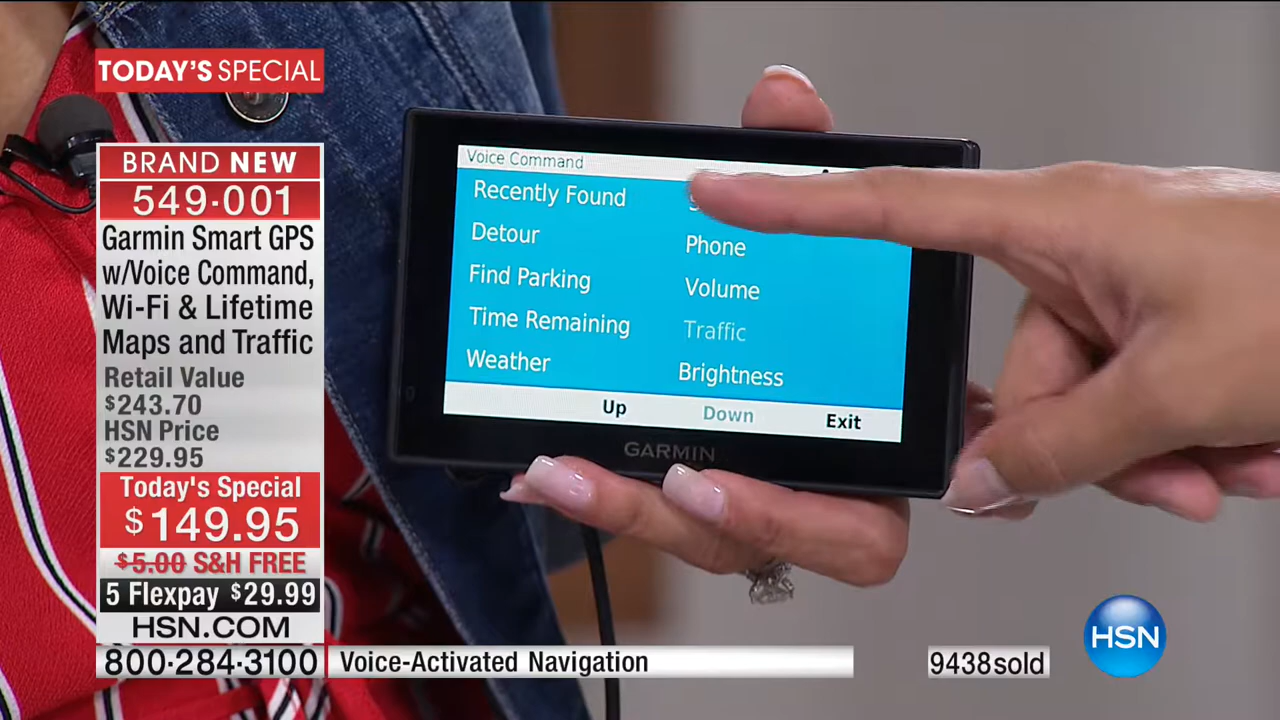 TODAY'S SPECIAL
BRAND NEW
549·001
Garmin Smart GPS
w/Voice Command,
Wi-Fi & Lifetime
Maps and Traffic
Retail Value
$243.70
HSN Price
$229.95
Today's Special
$149.95
$5.00 S&H FREE
5 Flexpay $29.99
HSN.COM
800·284·3100
Voice-Activated Navigation
9438sold
HSN
Voice Command
Recently Found
Detour
Phone
Find Parking
Volume
Time Remaining
Traffic
Weather
Brightness
Up
Down
Exit
GARMIN